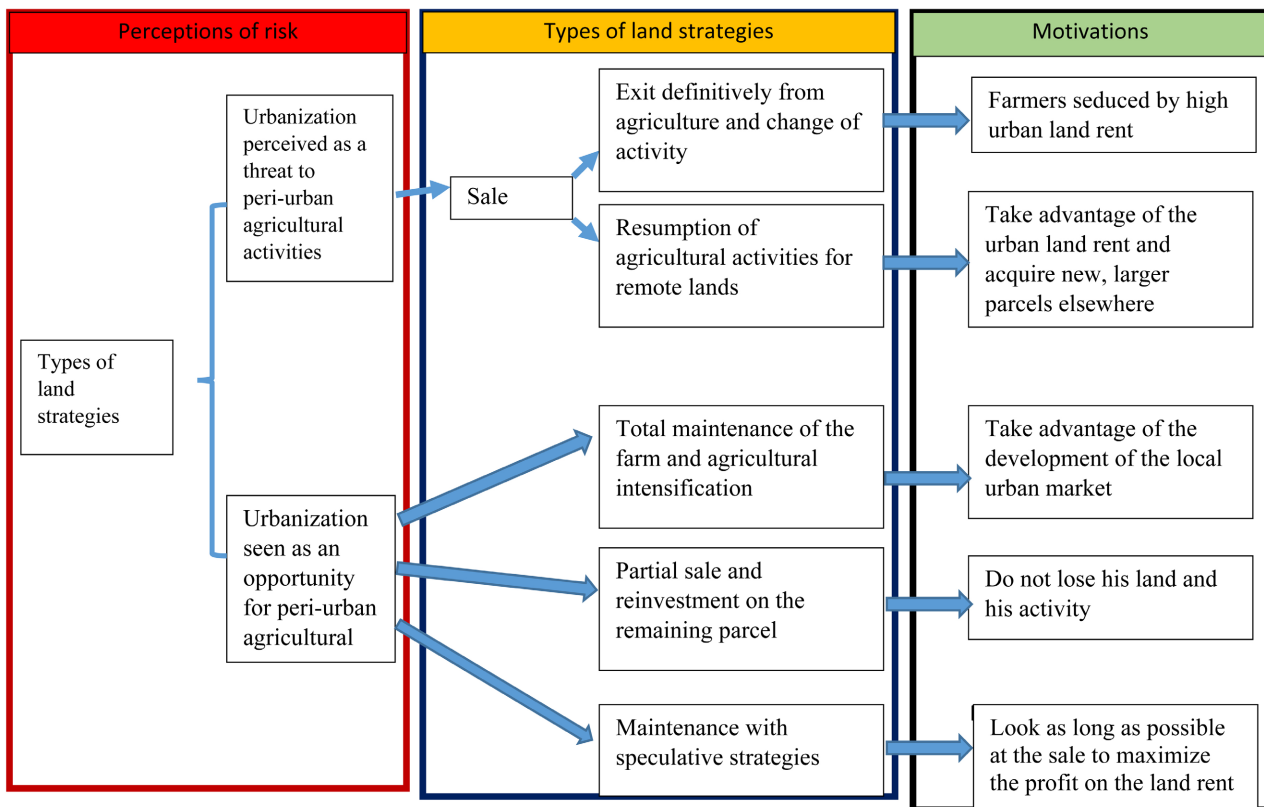 Perceptions of risk
Types of land strategies
Motivations
Types of
land
strategies
Urbanization
perceived as a
threat to
peri-urban
agricultural
activities
Urbanization
seen as an
opportunity
for peri-urban
agricultural
Sale
Exit definitively from
agriculture and change of
activity
Resumption of
agricultural activities for
remote lands
Total maintenance of the
farm and agricultural
intensification
Partial sale and
reinvestment on the
remaining parcel
Maintenance with
speculative strategies
Farmers seduced by high
urban land rent
Take advantage of the
urban land rent and
acquire new, larger
parcels elsewhere
Take advantage of the
development of the local
urban market
Do not lose his land and
his activity
Look as long as possible
at the sale to maximize
the profit on the land rent